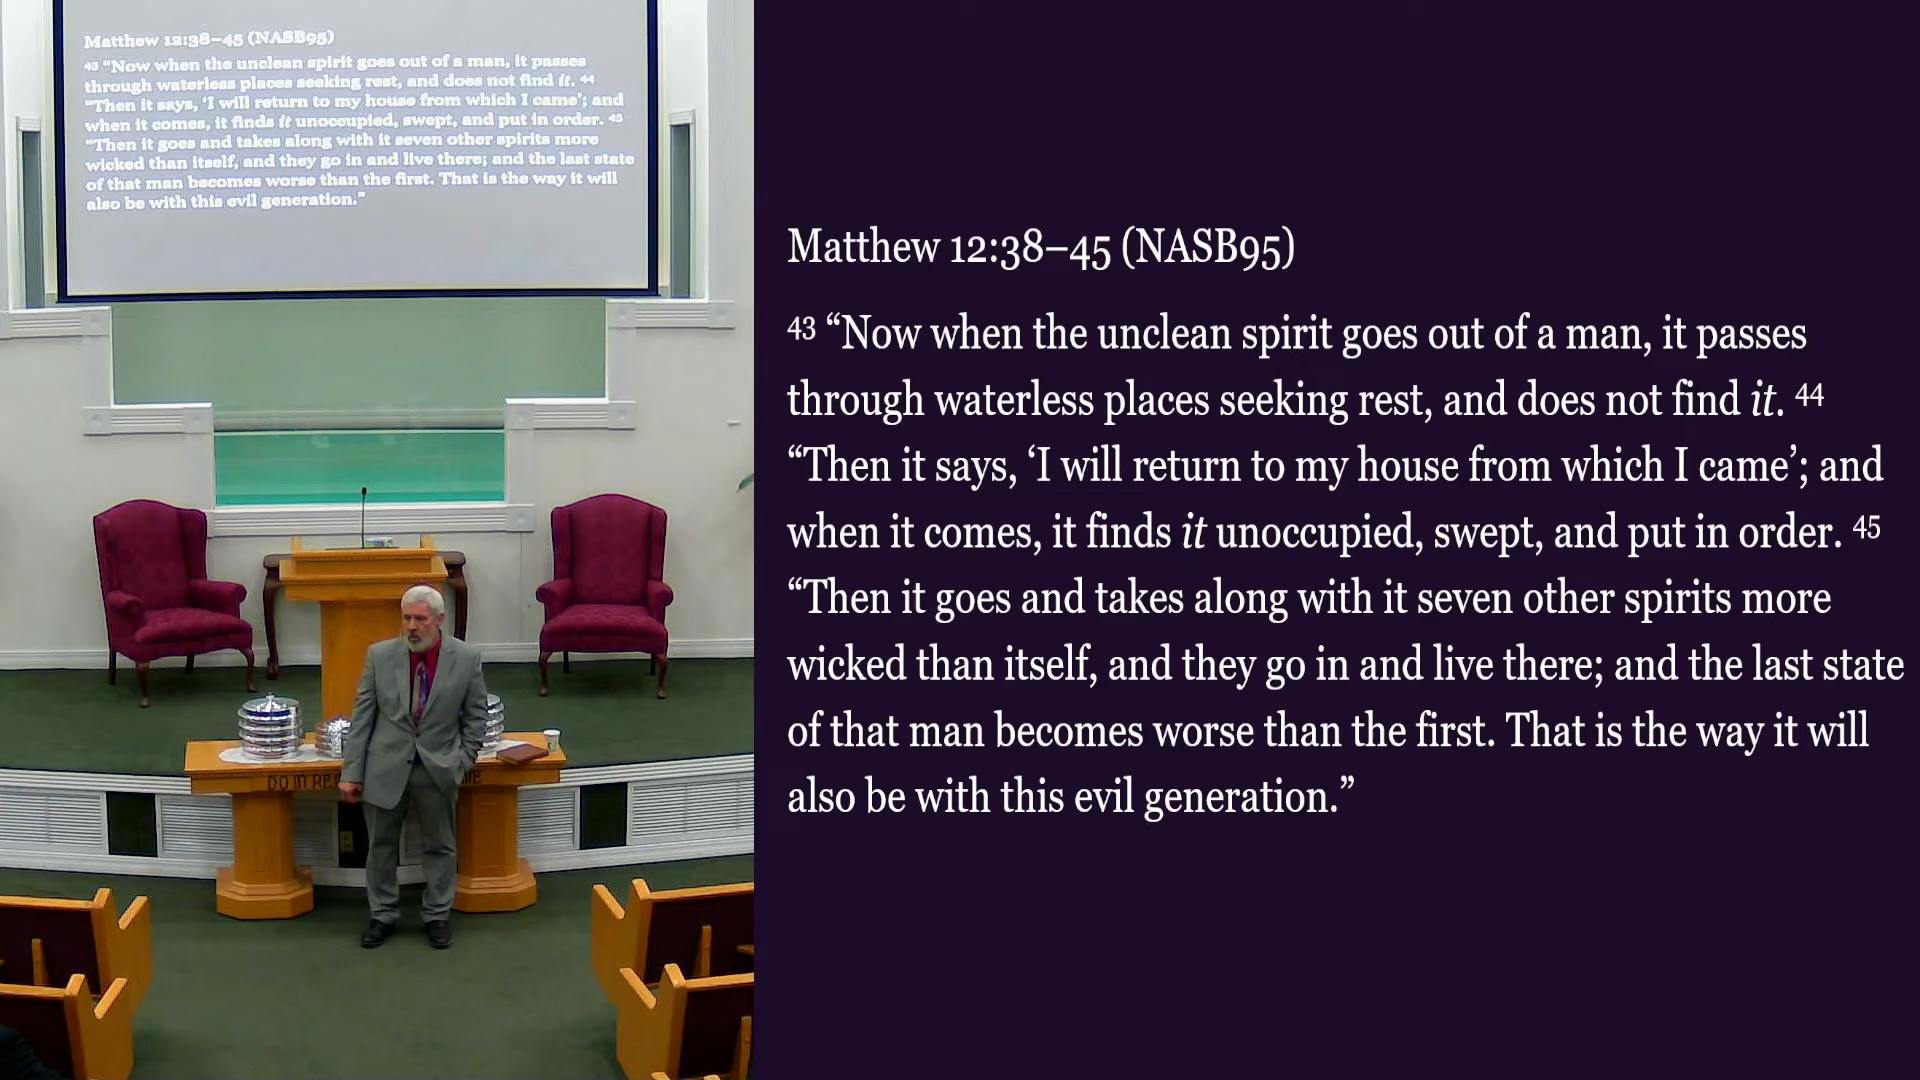 Matthew 12:38–45 (NASB95)
43 “Now when the unclean spirit goes out of a man, it passes
through waterless places seeking rest, and does not find it. 44
“Then it says, ‘I will return to my house from which I came’; and
when it comes, it finds it unoccupied, swept, and put in order. 45
“Then it goes and takes along with it seven other spirits more
wicked than itself, and they go in and live there; and the last state
of that man becomes worse than the first. That is the way it will
also be with this evil generation.”
DO IN RE
ME
Matthew 12:38–45 (NASB95)
43 “Now when the unclean spirit goes out of a man, it passes
through waterless places seeking rest, and does not find it. 44
“Then it says, ‘I will return to my house from which I came’; and
when it comes, it finds it unoccupied, swept, and put in order. 45
“Then it goes and takes along with it seven other spirits more
wicked than itself, and they go in and live there; and the last state
of that man becomes worse than the first. That is the way it will
also be with this evil generation.”